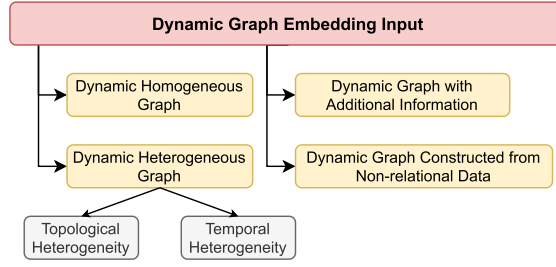 Dynamic Graph Embedding Input
Dynamic Homogeneous
Graph
Dynamic Graph with
Additional Information
Dynamic Heterogeneous
Graph
Dynamic Graph Constructed from
Non-relational Data
Topological
Heterogeneity
Temporal
Heterogeneity